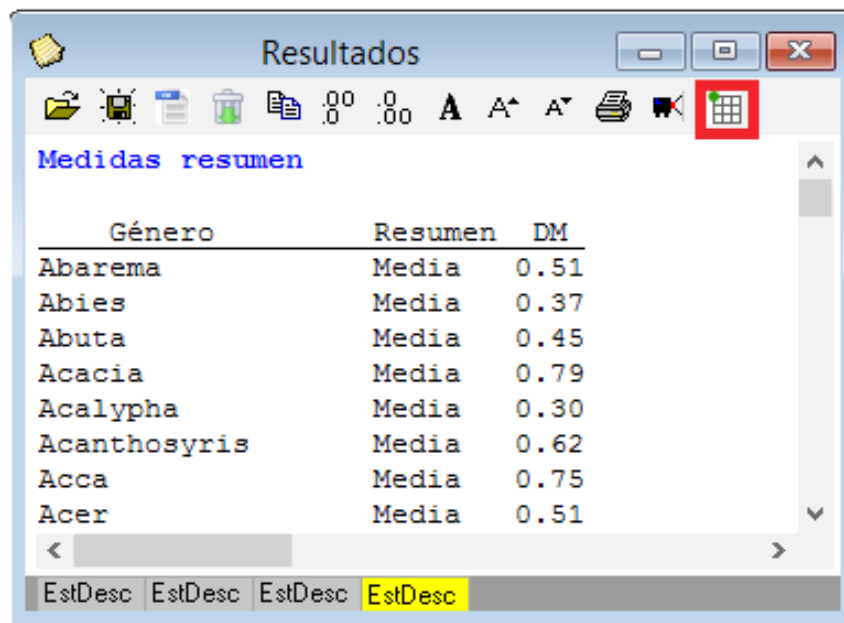 Resultados
A A A
Medidas resumen
Género Resumen DM
Abarema Media 0.51
Abies Media 0.37
Abuta Media 0.45
Acacia Media 0.79
Acalypha Media 0.30
Acanthosyris Media 0.62
Acca Media 0.75
Acer Media 0.51
EstDesc EstDesc EstDesc EstDesc